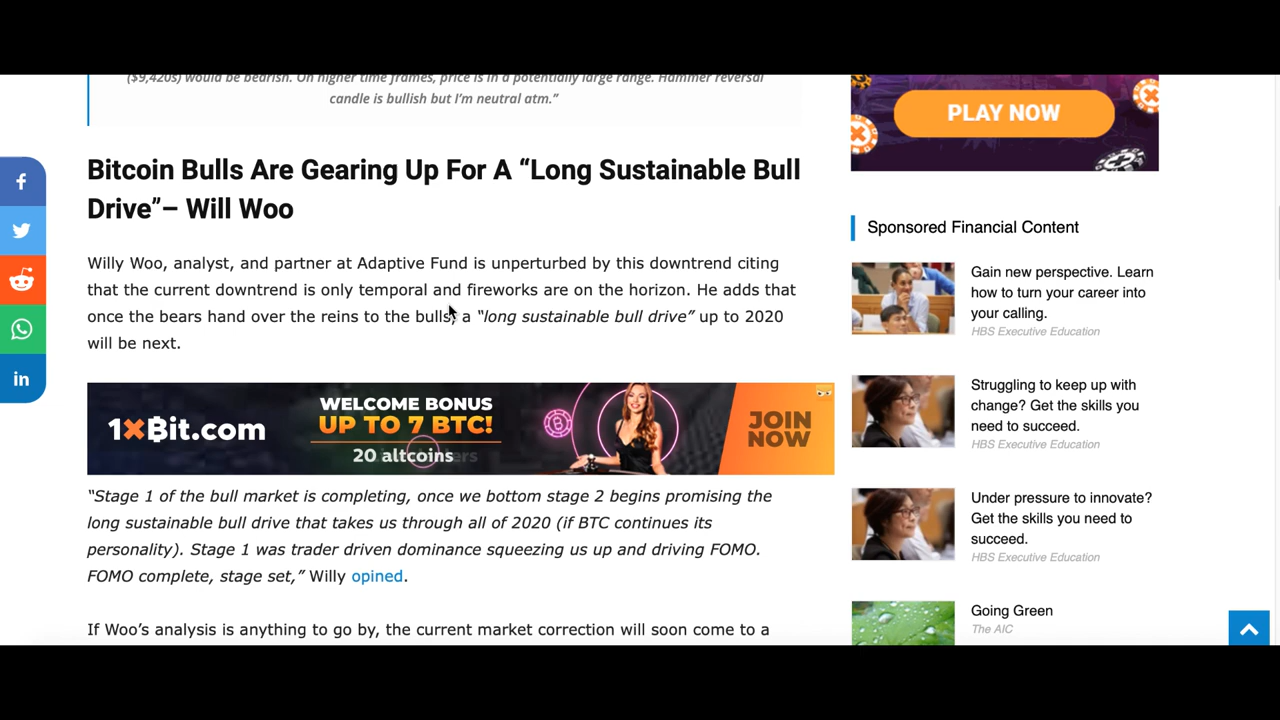 ($9,420s) would be bearish. On higher time frames, price is in a potentially large range. Hammer reversal
candle is bullish but I'm neutral atm.”
Bitcoin Bulls Are Gearing Up For A “Long Sustainable Bull
Drive”– Will Woo
Willy Woo, analyst, and partner at Adaptive Fund is unperturbed by this downtrend citing
that the current downtrend is only temporal and fireworks are on the horizon. He adds that
once the bears hand over the reins to the bulls, a “long sustainable bull drive” up to 2020
will be next.
1xBit.com
WELCOME BONUS
UP TO 7 BTC!
20 altcoins
JOIN
NOW
“Stage 1 of the bull market is completing, once we bottom stage 2 begins promising the
long sustainable bull drive that takes us through all of 2020 (if BTC continues its
personality). Stage 1 was trader driven dominance squeezing us up and driving FOMO.
FOMO complete, stage set,” Willy opined.
If Woo’s analysis is anything to go by, the current market correction will soon come to a
PLAY NOW
Sponsored Financial Content
Gain new perspective. Learn
how to turn your career into
your calling.
HBS Executive Education
Struggling to keep up with
change? Get the skills you
need to succeed.
HBS Executive Education
Under pressure to innovate?
Get the skills you need to
succeed.
HBS Executive Education
Going Green
The AIC